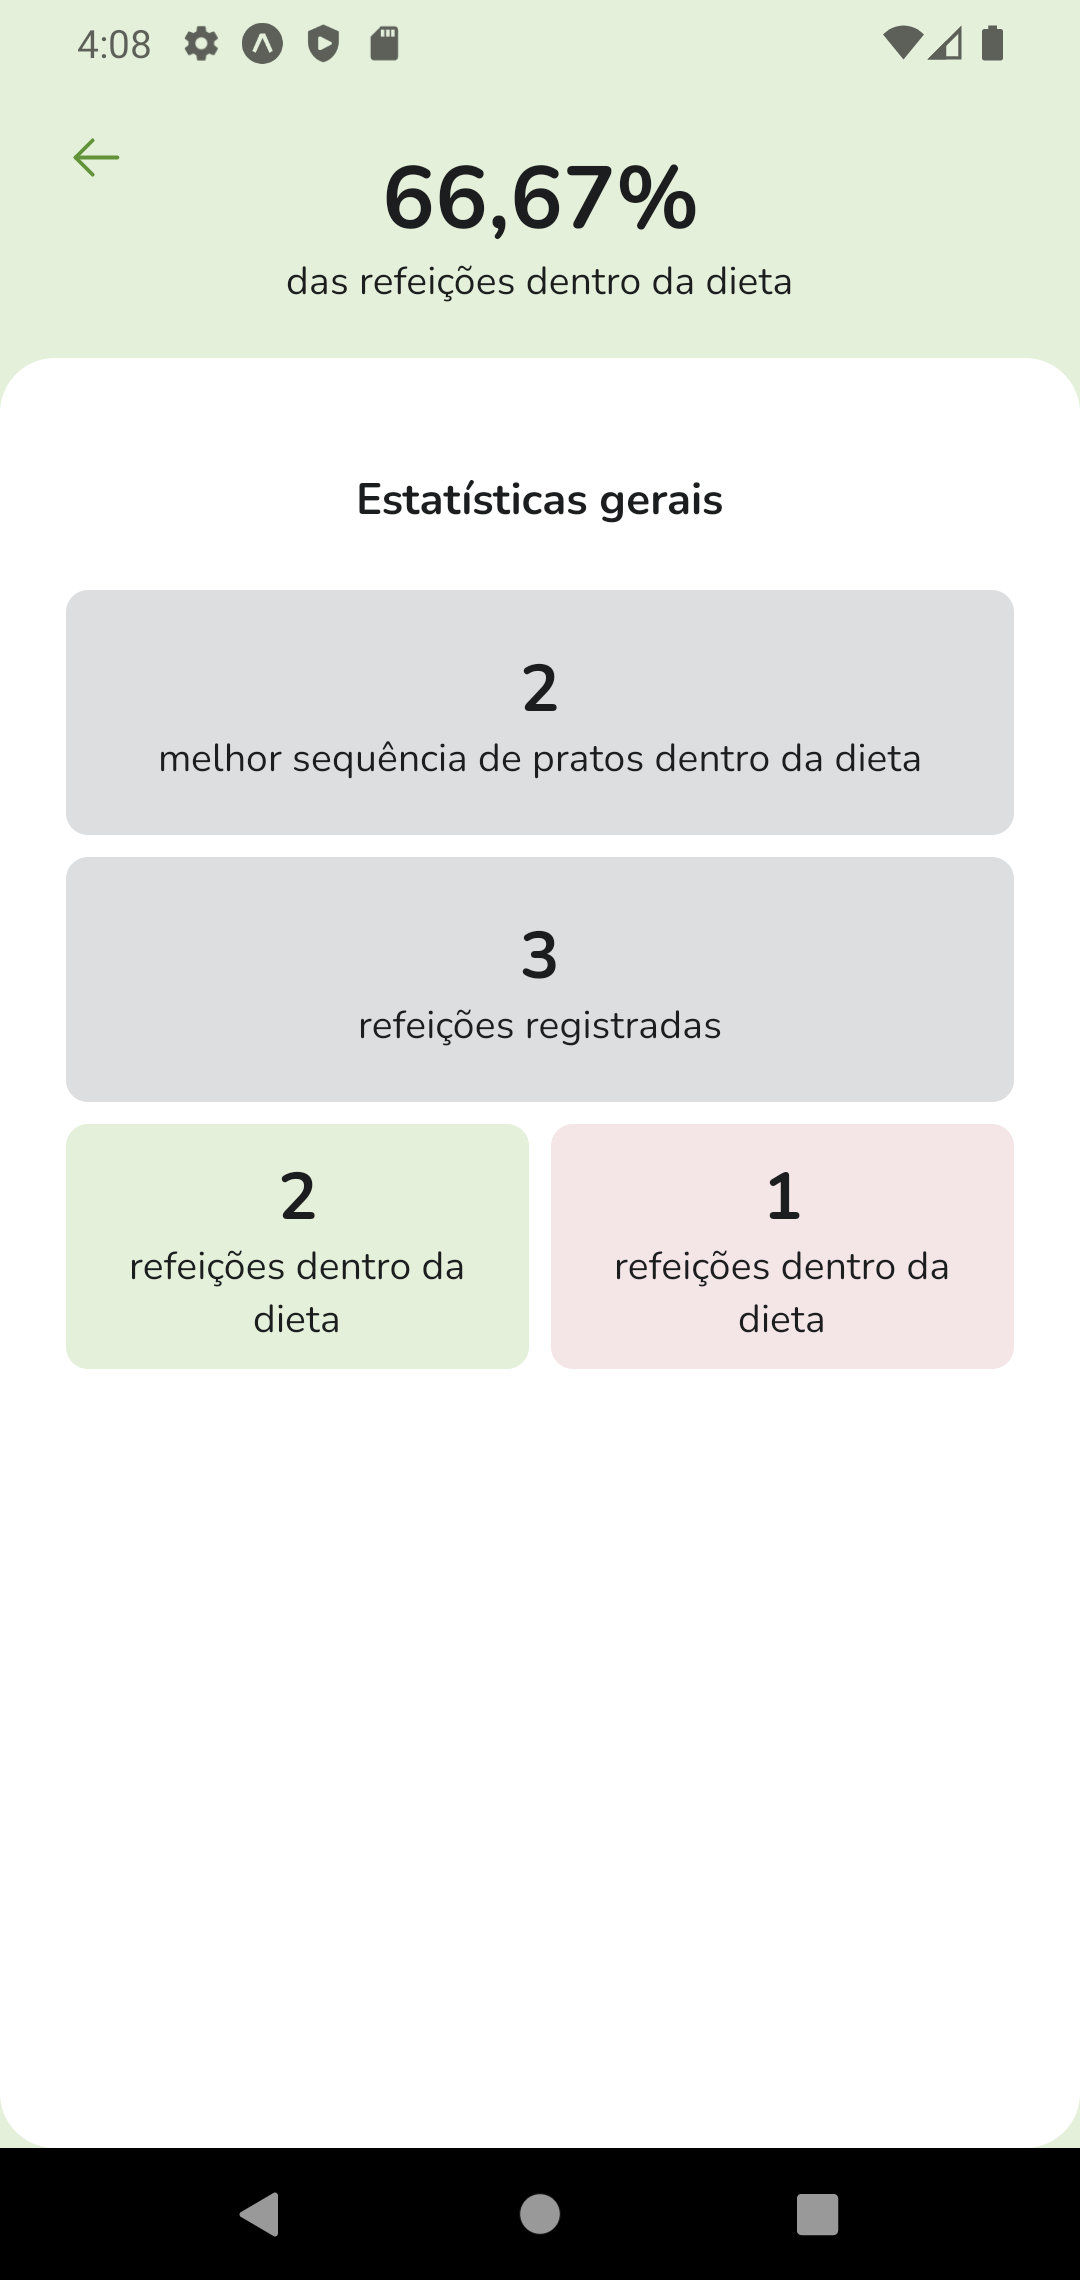 4:08
66,67%
das refeições dentro da dieta
Estatísticas gerais
2
melhor sequência de pratos dentro da dieta
3
refeições registradas
2
refeições dentro da
dieta
1
refeições dentro da
dieta